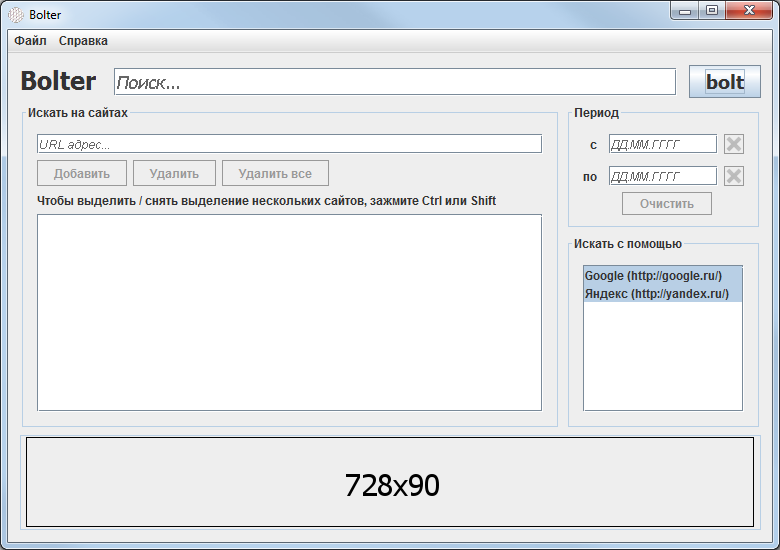 Bolter
Файл Справка
Bolter Поиск... bolt
Искать на сайтах
URL адрес...
Добавить Удалить Удалить все
Чтобы выделить / снять выделение нескольких сайтов, зажмите Ctrl или Shift
Период
с ДД.ММ.ГГГГ
по ДД.ММ.ГГГГ
Очистить
Искать с помощью
Google (http://google.ru/)
Яндекс (http://yandex.ru/)
728x90